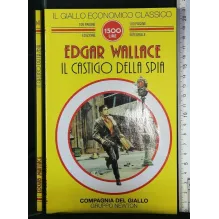 IL GIALLO ECONOMICO CLASSICO
1500
LIRE
EDGAR WALLACE
IL CASTIGO DELLA SPIA
COMPAGNIA DEL GIALLO
GRUPPO NEWTON